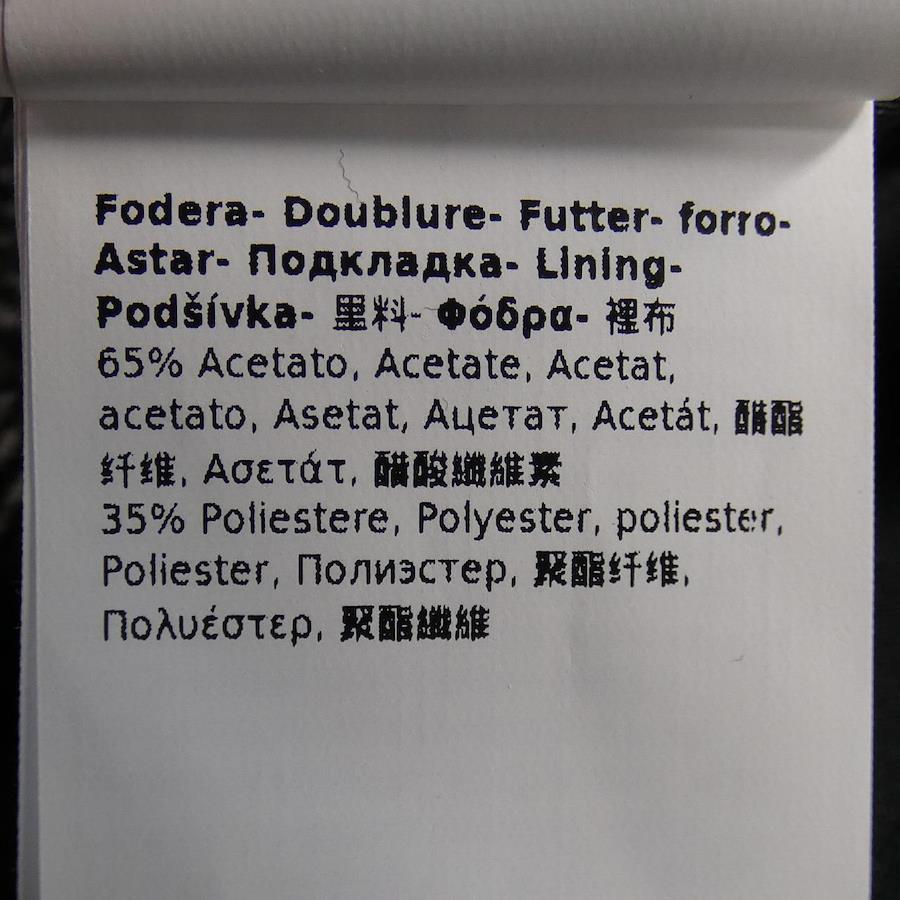 Fodera- Doublure- Futter- forro-
Astar- Подкладка- Lining-
Podšívka- 里料- Φόδρα- 裡布
65% Acetato, Acetate, Acetat,
acetato, Asetat, Ацетат, Acetát, 醋酯
纤维, Ασετάτ, 醋酸纖維素
35% Poliestere, Polyester, poliester,
Poliester, Полиэстер, 聚酯纤维,
Πολυέστερ, 聚酯纖維